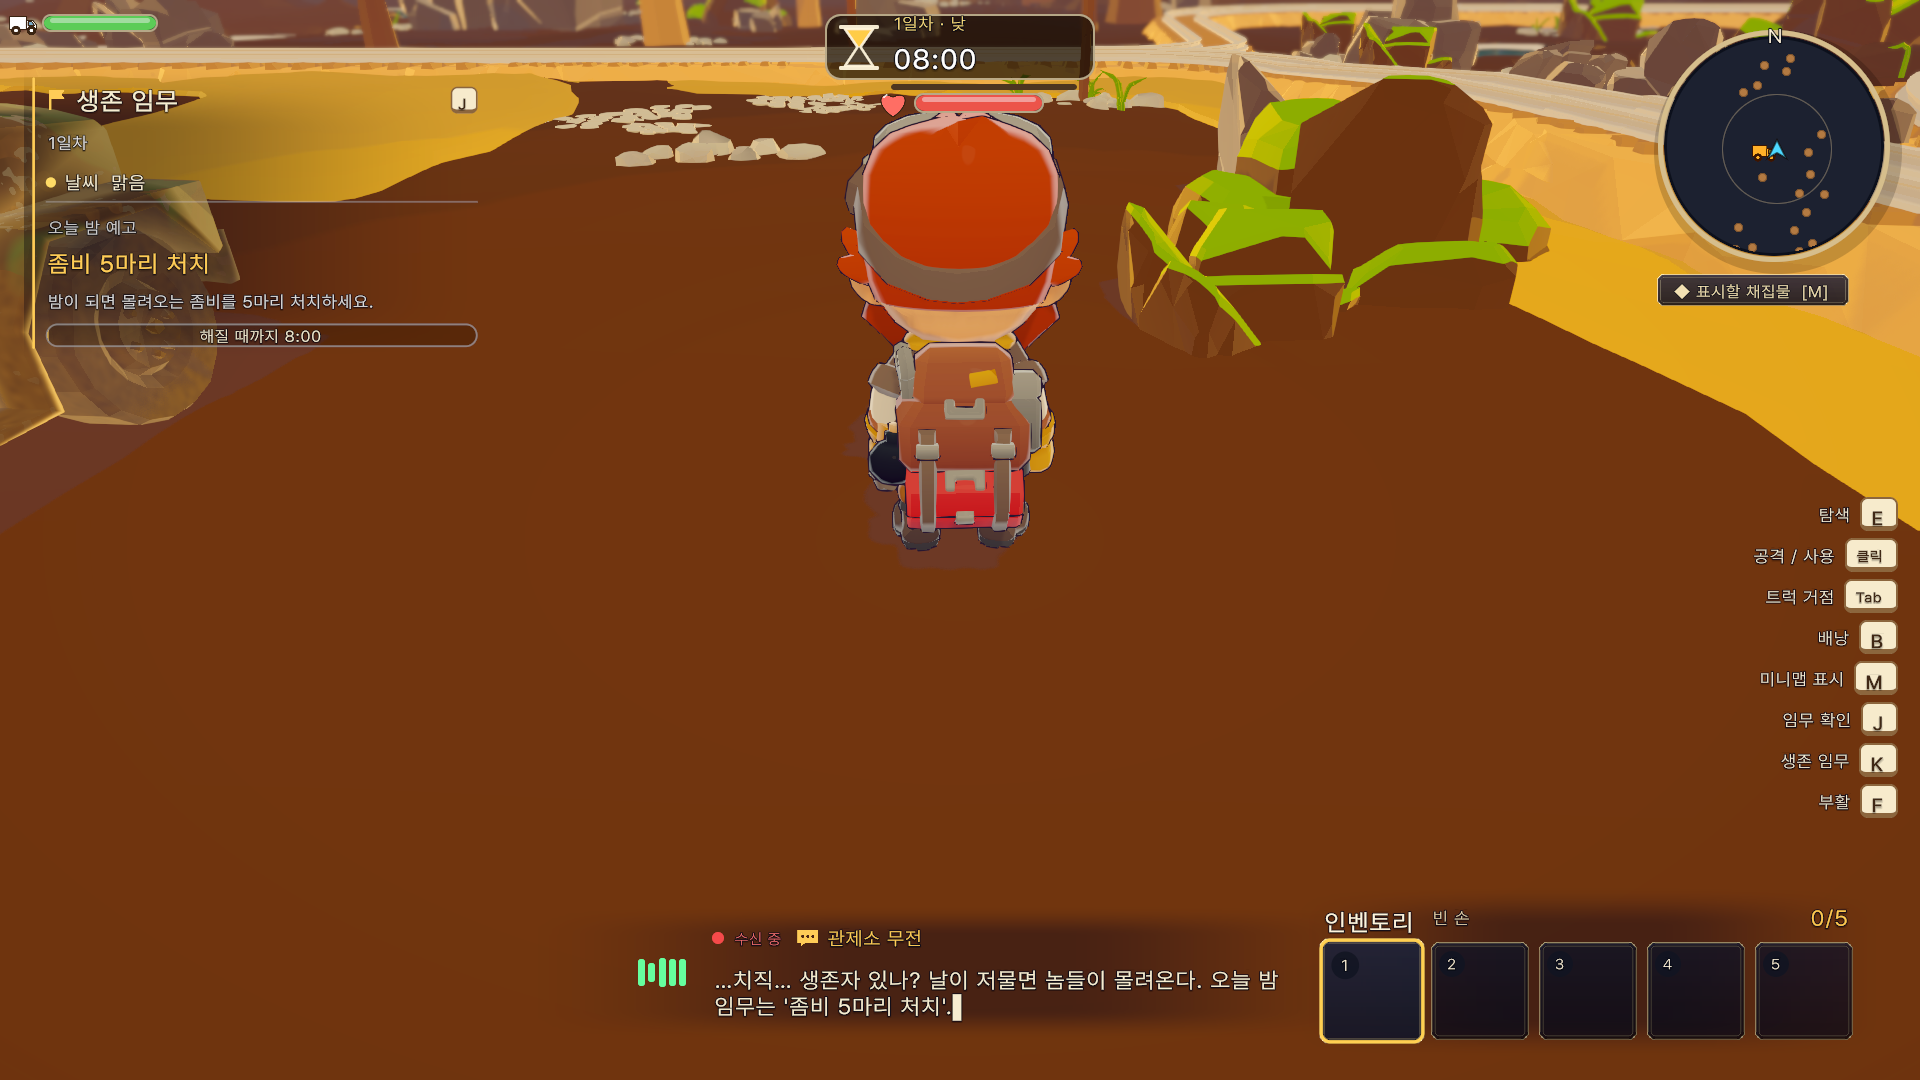 1일차 · 낮
08:00
N
생존 임무
J
1일차
날씨 맑음
오늘 밤 예고
좀비 5마리 처치
밤이 되면 몰려오는 좀비를 5마리 처치하세요.
해질 때까지 8:00
표시할 채집물 [M]
탐색 E
공격 / 사용 클릭
트럭 거점 Tab
배낭 B
미니맵 표시 M
임무 확인 J
생존 임무 K
부활 F
수신 중 관제소 무전
...치직... 생존자 있나? 날이 저물면 놈들이 몰려온다. 오늘 밤
임무는 '좀비 5마리 처치'.
인벤토리 빈 손 0/5
1 2 3 4 5